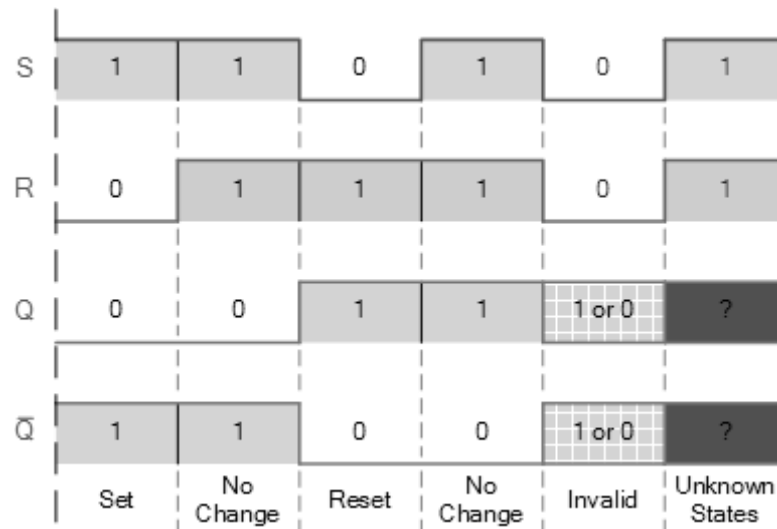 S 1 1 0 1 0 1
R 0 1 1 1 0 1
Q 0 0 1 1 1 or 0 ?
Q̅ 1 1 0 0 1 or 0 ?
Set No Change Reset No Change Invalid Unknown States